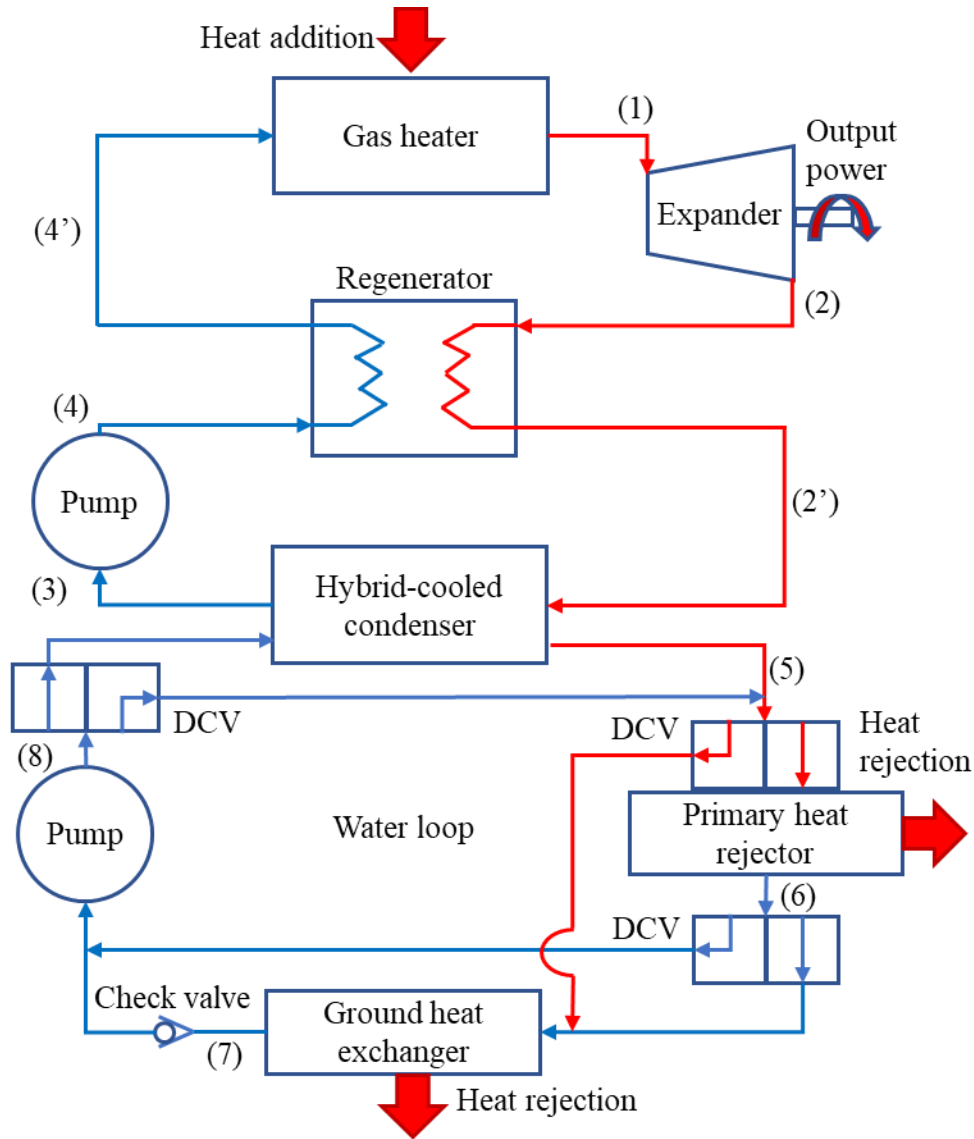 Heat addition
Gas heater
(1)
Output
power
Expander
(4’)
Regenerator
(2)
(4)
Pump
(2’)
(3)
Hybrid-cooled
condenser
(5)
DCV
DCV
Heat
rejection
(8)
Pump
Water loop
Primary heat
rejector
(6)
DCV
Check valve
Ground heat
exchanger
(7)
Heat rejection